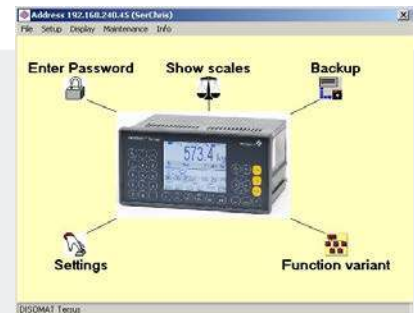 Address 192.168.240.45 (SerChris)
File Setup Display Maintenance Info
Enter Password Show scales Backup
573.4
Settings Function variant
DISOMAT Tersus